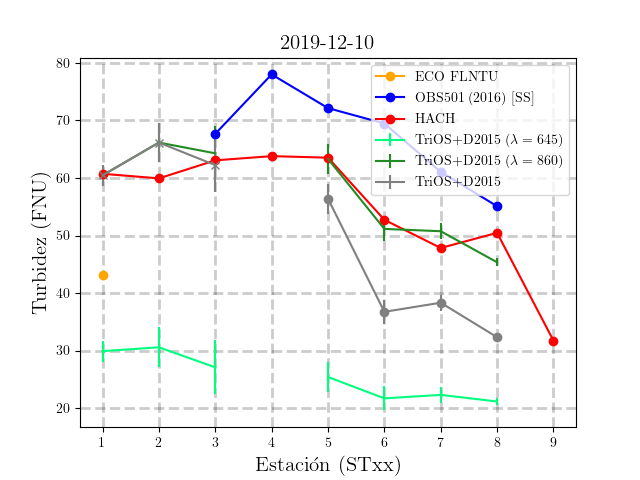 2019-12-10
ECO FLNTU
OBS501 (2016) [SS]
HACH
TriOS+D2015 (λ = 645)
TriOS+D2015 (λ = 860)
TriOS+D2015
80
70
60
50
40
30
20
Turbidez (FNU)
1 2 3 4 5 6 7 8 9
Estación (STxx)